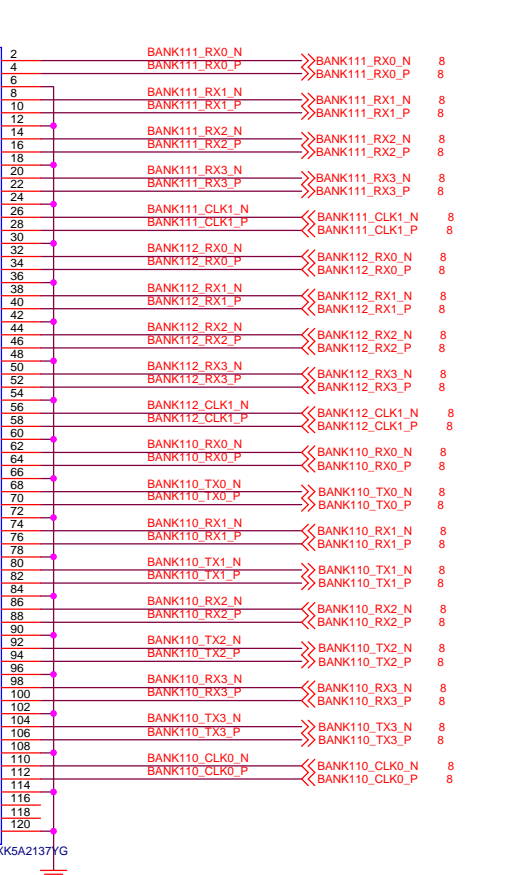 2 BANK111_RX0_N BANK111_RX0_N 8
4 BANK111_RX0_P BANK111_RX0_P 8
6
8 BANK111_RX1_N BANK111_RX1_N 8
10 BANK111_RX1_P BANK111_RX1_P 8
12
14 BANK111_RX2_N BANK111_RX2_N 8
16 BANK111_RX2_P BANK111_RX2_P 8
18
20 BANK111_RX3_N BANK111_RX3_N 8
22 BANK111_RX3_P BANK111_RX3_P 8
24
26 BANK111_CLK1_N BANK111_CLK1_N 8
28 BANK111_CLK1_P BANK111_CLK1_P 8
30
32 BANK112_RX0_N BANK112_RX0_N 8
34 BANK112_RX0_P BANK112_RX0_P 8
36
38 BANK112_RX1_N BANK112_RX1_N 8
40 BANK112_RX1_P BANK112_RX1_P 8
42
44 BANK112_RX2_N BANK112_RX2_N 8
46 BANK112_RX2_P BANK112_RX2_P 8
48
50 BANK112_RX3_N BANK112_RX3_N 8
52 BANK112_RX3_P BANK112_RX3_P 8
54
56 BANK112_CLK1_N BANK112_CLK1_N 8
58 BANK112_CLK1_P BANK112_CLK1_P 8
60
62 BANK110_RX0_N BANK110_RX0_N 8
64 BANK110_RX0_P BANK110_RX0_P 8
66
68 BANK110_TX0_N BANK110_TX0_N 8
70 BANK110_TX0_P BANK110_TX0_P 8
72
74 BANK110_RX1_N BANK110_RX1_N 8
76 BANK110_RX1_P BANK110_RX1_P 8
78
80 BANK110_TX1_N BANK110_TX1_N 8
82 BANK110_TX1_P BANK110_TX1_P 8
84
86 BANK110_RX2_N BANK110_RX2_N 8
88 BANK110_RX2_P BANK110_RX2_P 8
90
92 BANK110_TX2_N BANK110_TX2_N 8
94 BANK110_TX2_P BANK110_TX2_P 8
96
98 BANK110_RX3_N BANK110_RX3_N 8
100 BANK110_RX3_P BANK110_RX3_P 8
102
104 BANK110_TX3_N BANK110_TX3_N 8
106 BANK110_TX3_P BANK110_TX3_P 8
108
110 BANK110_CLK0_N BANK110_CLK0_N 8
112 BANK110_CLK0_P BANK110_CLK0_P 8
114
116
118
120
XK5A2137YG